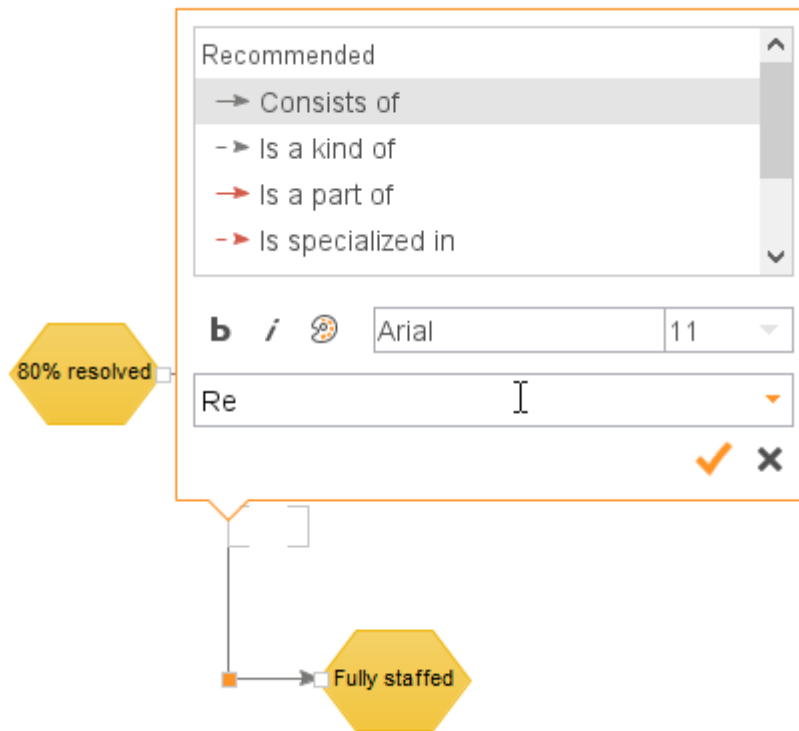 Recommended
Consists of
Is a kind of
Is a part of
Is specialized in
b i Arial 11
80% resolved
Re
Fully staffed